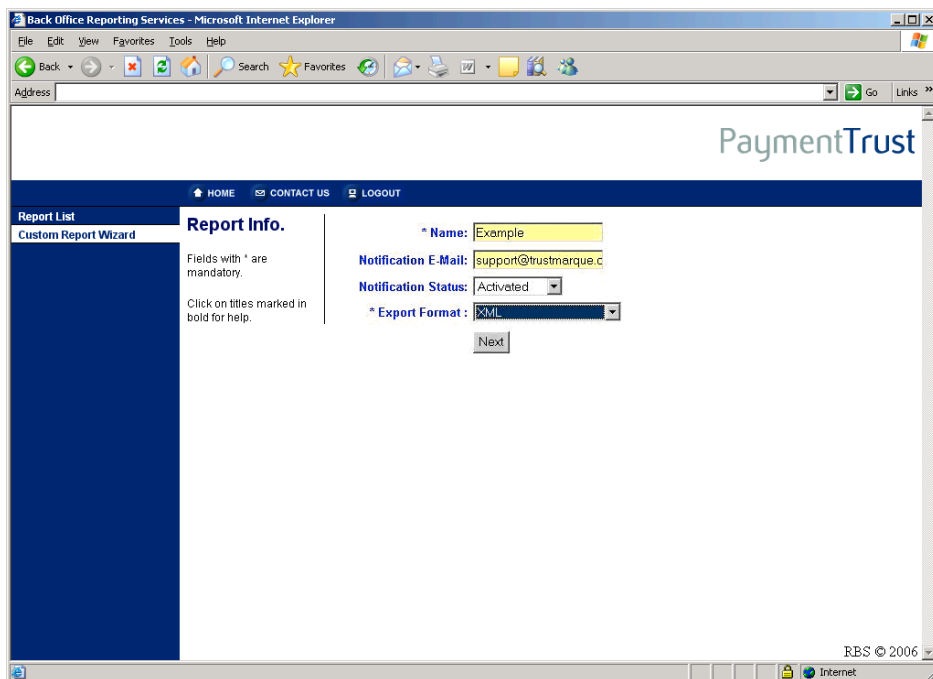 Back Office Reporting Services - Microsoft Internet Explorer
File Edit View Favorites Tools Help
Back Search Favorites W
Address Go Links »
PaymentTrust
HOME CONTACT US LOGOUT
Report List
Custom Report Wizard
Report Info.
Fields with * are
mandatory.
Click on titles marked in
bold for help.
* Name: Example
Notification E-Mail: support@trustmarque.c
Notification Status: Activated
* Export Format : XML
Next
RBS © 2006
Internet